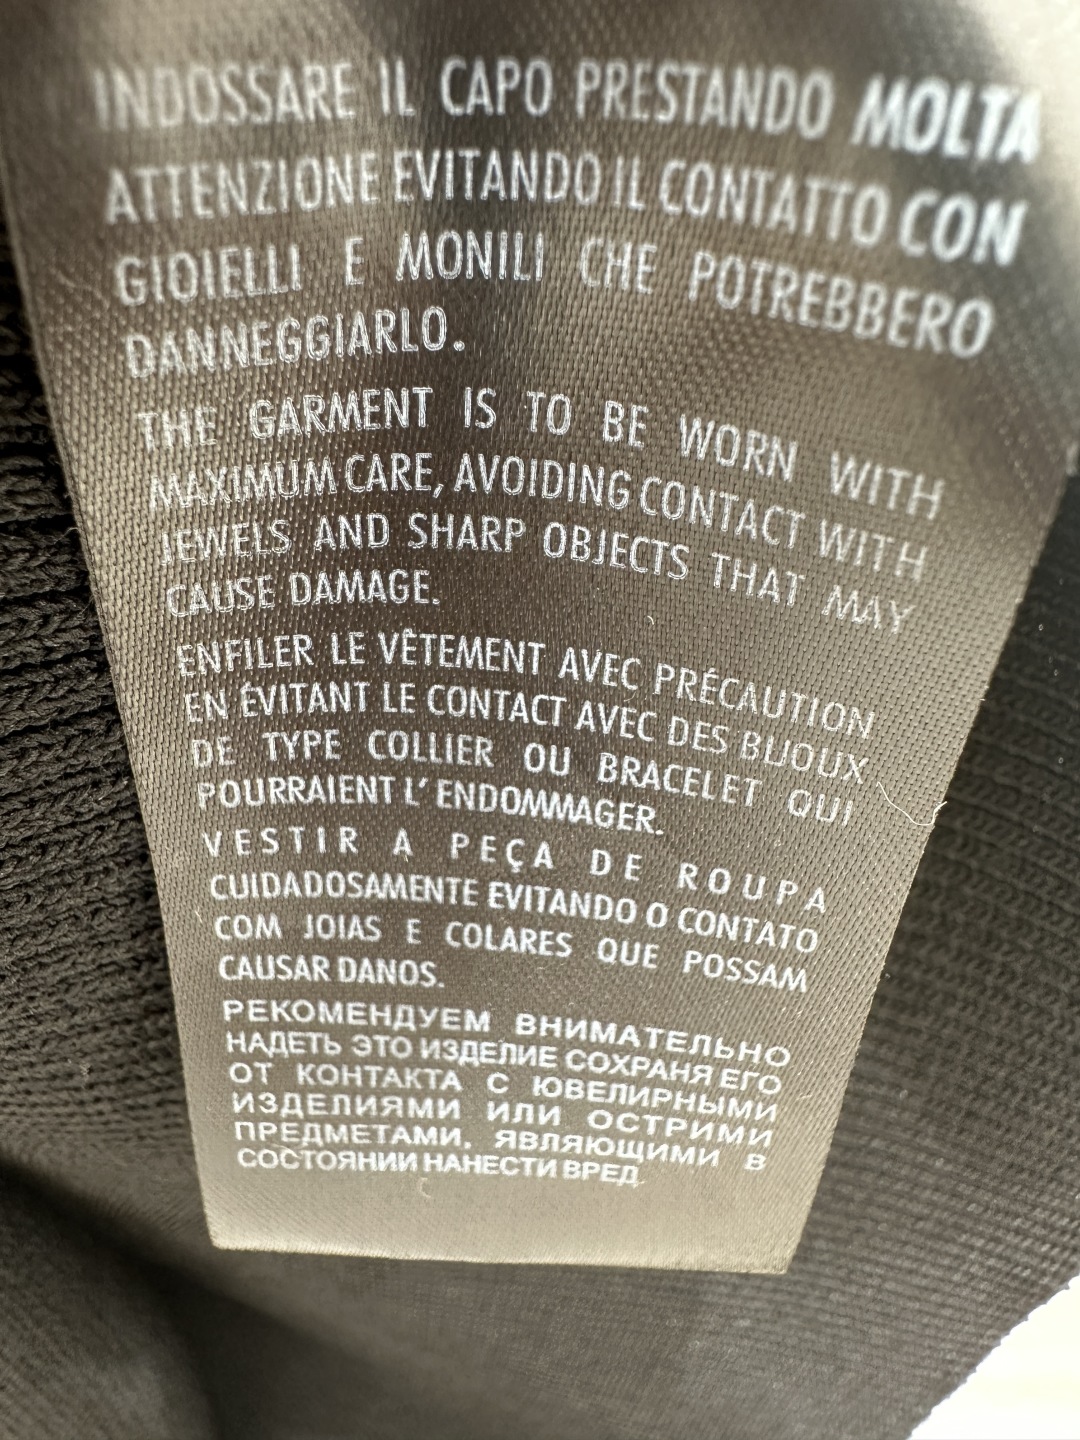 INDOSSARE IL CAPO PRESTANDO MOLTA
ATTENZIONE EVITANDO IL CONTATTO CON
GIOIELLI E MONILI CHE POTREBBERO
DANNEGGIARLO.
THE GARMENT IS TO BE WORN WITH
MAXIMUM CARE, AVOIDING CONTACT WITH
JEWELS AND SHARP OBJECTS THAT MAY
CAUSE DAMAGE.
ENFILER LE VÊTEMENT AVEC PRÉCAUTION
EN ÉVITANT LE CONTACT AVEC DES BIJOUX
DE TYPE COLLIER OU BRACELET QUI
POURRAIENT L'ENDOMMAGER.
VESTIR A PEÇA DE ROUPA
CUIDADOSAMENTE EVITANDO O CONTATO
COM JOIAS E COLARES QUE POSSAM
CAUSAR DANOS.
РЕКОМЕНДУЕМ ВНИМАТЕЛЬНО
НАДЕТЬ ЭТО ИЗДЕЛИЕ СОХРАНЯ ЕГО
ОТ КОНТАКТА С ЮВЕЛИРНЫМИ
ИЗДЕЛИЯМИ ИЛИ ОСТРИМИ
ПРЕДМЕТАМИ, ЯВЛЯЮЩИМИ В
СОСТОЯНИИ НАНЕСТИ ВРЕД